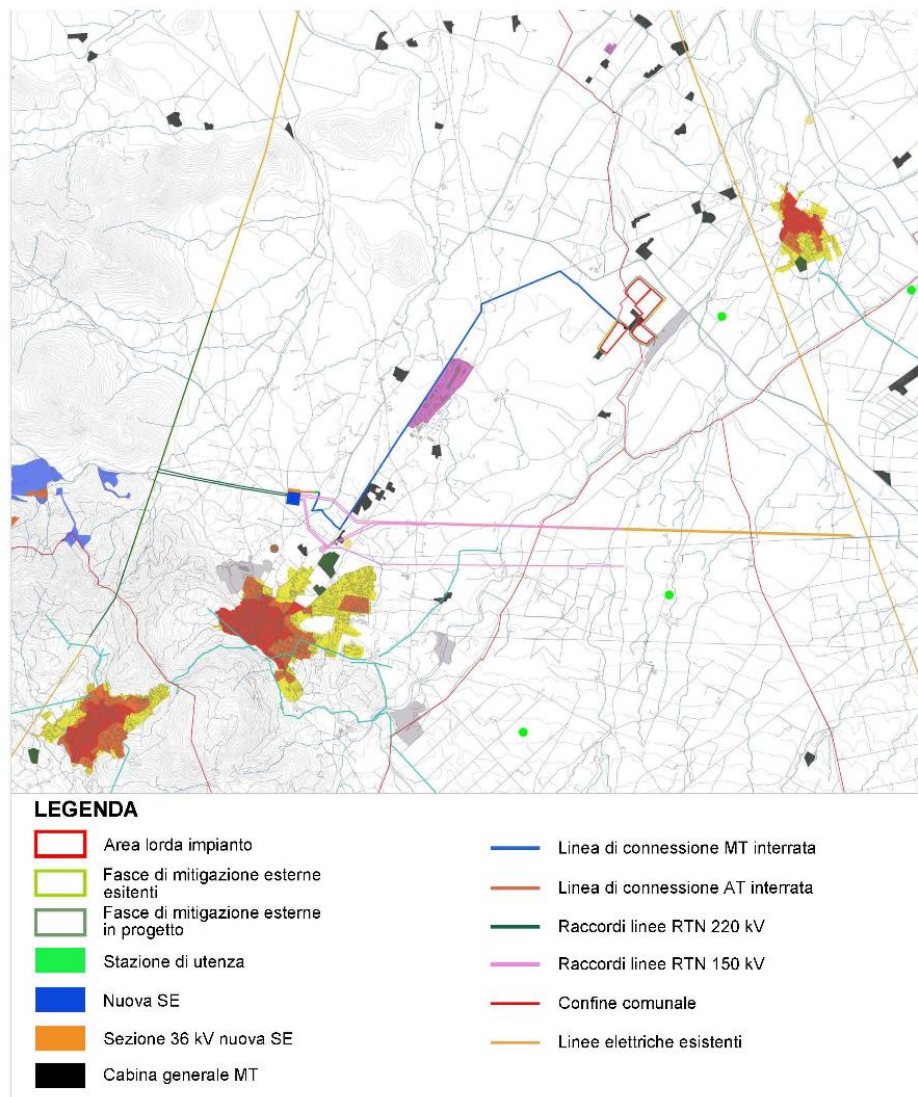 LEGENDA
Area lorda impianto
Fasce di mitigazione esterne
esitenti
Fasce di mitigazione esterne
in progetto
Stazione di utenza
Nuova SE
Sezione 36 kV nuova SE
Cabina generale MT
Linea di connessione MT interrata
Linea di connessione AT interrata
Raccordi linee RTN 220 kV
Raccordi linee RTN 150 kV
Confine comunale
Linee elettriche esistenti